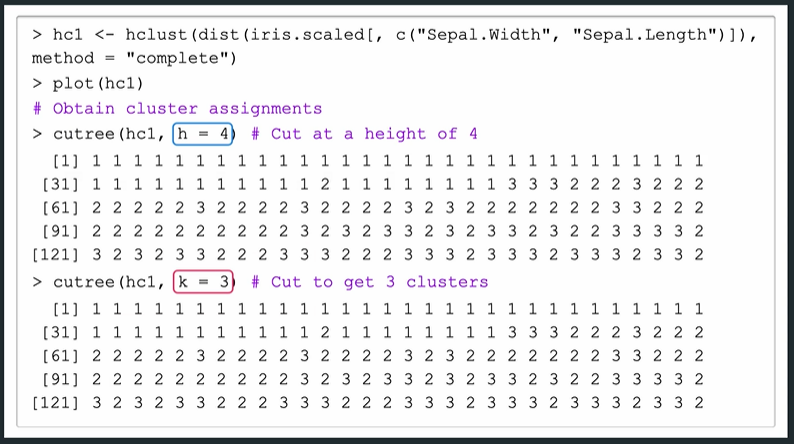 > hc1 <- hclust(dist(iris.scaled[, c("Sepal.Width", "Sepal.Length")]),
method = "complete")
> plot(hc1)
# Obtain cluster assignments
> cutree(hc1, h = 4) # Cut at a height of 4
[1] 1 1 1 1 1 1 1 1 1 1 1 1 1 1 1 1 1 1 1 1 1 1 1 1 1 1 1 1 1 1
[31] 1 1 1 1 1 1 1 1 1 1 1 2 1 1 1 1 1 1 1 1 3 3 3 2 2 2 3 2 2 2
[61] 2 2 2 2 2 3 2 2 2 2 3 2 2 2 2 3 2 3 2 2 2 2 2 2 2 3 3 2 2 2
[91] 2 2 2 2 2 2 2 2 2 2 3 2 3 2 3 3 2 3 2 3 3 2 3 2 2 3 3 3 3 2
[121] 3 2 3 2 3 3 2 2 2 3 3 3 2 2 2 3 3 3 2 3 3 3 2 3 3 3 2 3 3 2
> cutree(hc1, k = 3) # Cut to get 3 clusters
[1] 1 1 1 1 1 1 1 1 1 1 1 1 1 1 1 1 1 1 1 1 1 1 1 1 1 1 1 1 1 1
[31] 1 1 1 1 1 1 1 1 1 1 1 2 1 1 1 1 1 1 1 1 3 3 3 2 2 2 3 2 2 2
[61] 2 2 2 2 2 3 2 2 2 2 3 2 2 2 2 3 2 3 2 2 2 2 2 2 2 3 3 2 2 2
[91] 2 2 2 2 2 2 2 2 2 2 3 2 3 2 3 3 2 3 2 3 3 2 3 2 2 3 3 3 3 2
[121] 3 2 3 2 3 3 2 2 2 3 3 3 2 2 2 3 3 3 2 3 3 3 2 3 3 3 2 3 3 2